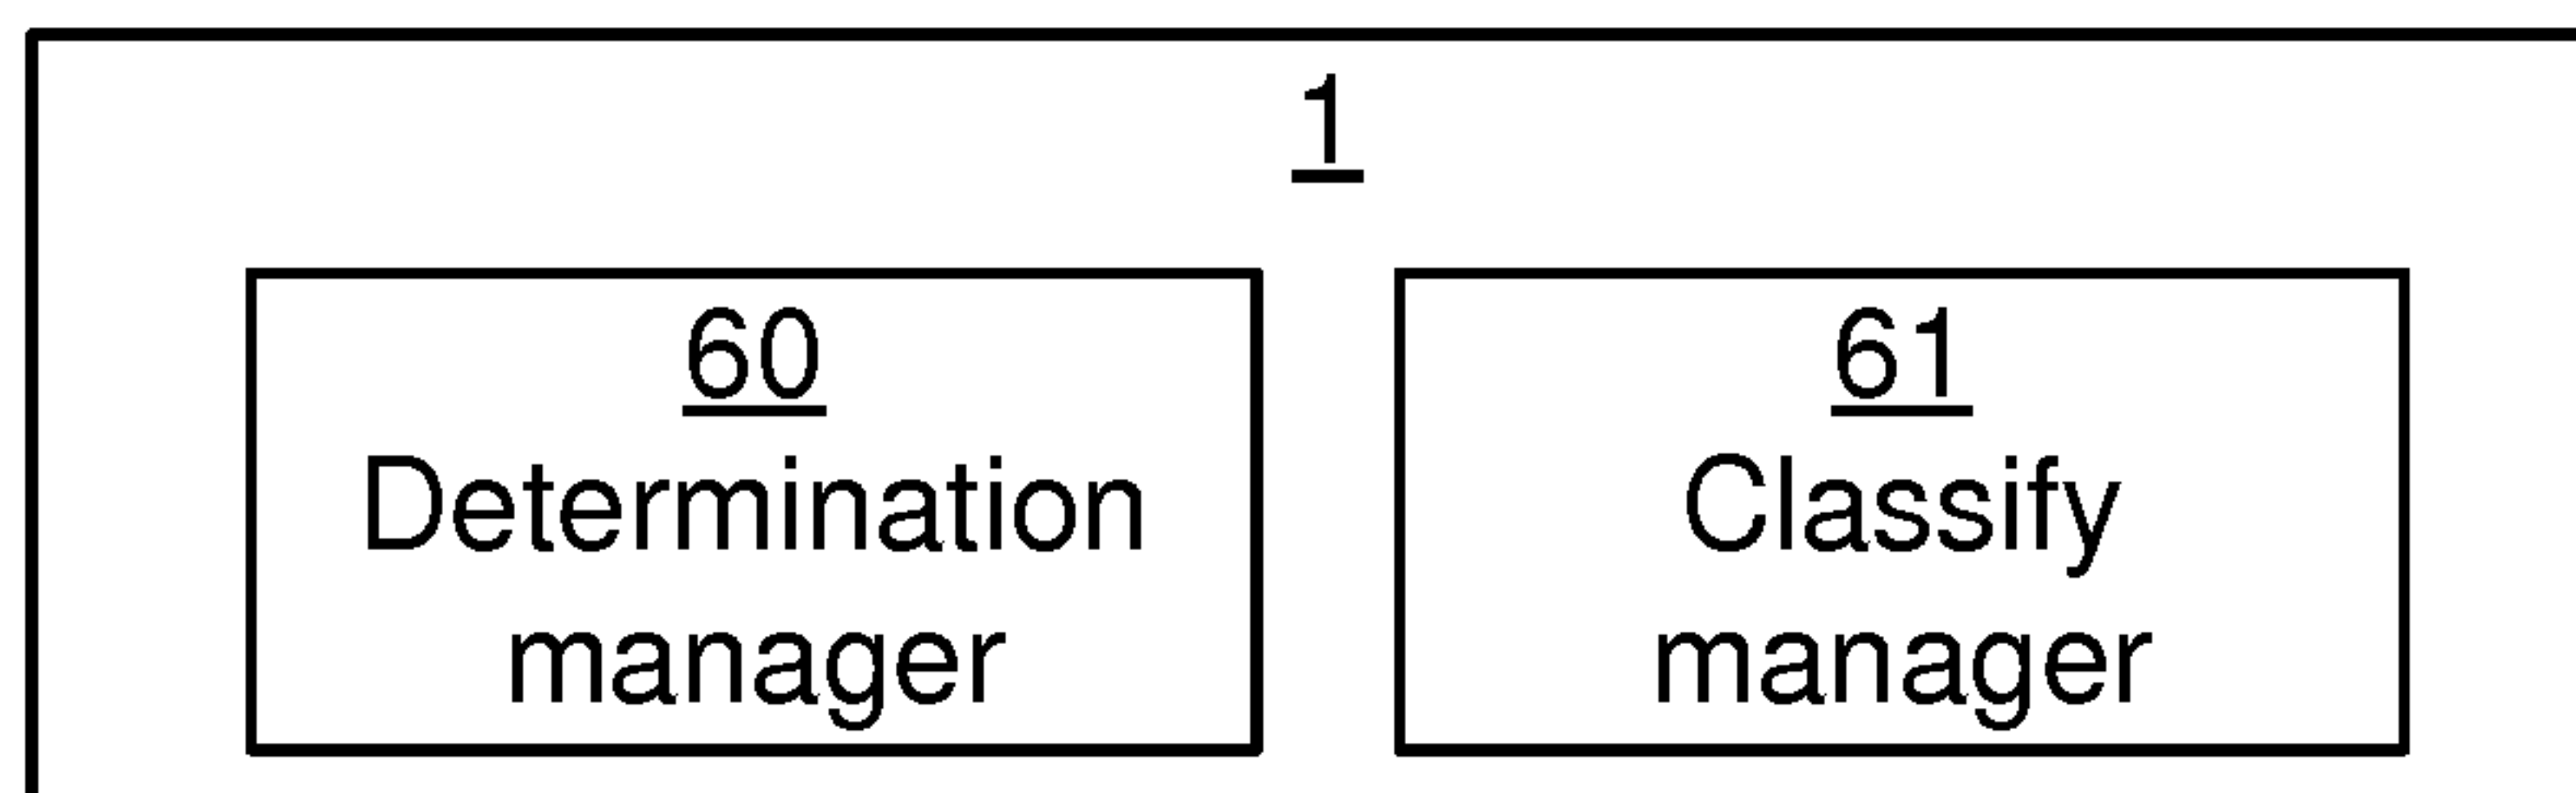 1
60
Determination
manager
61
Classify
manager